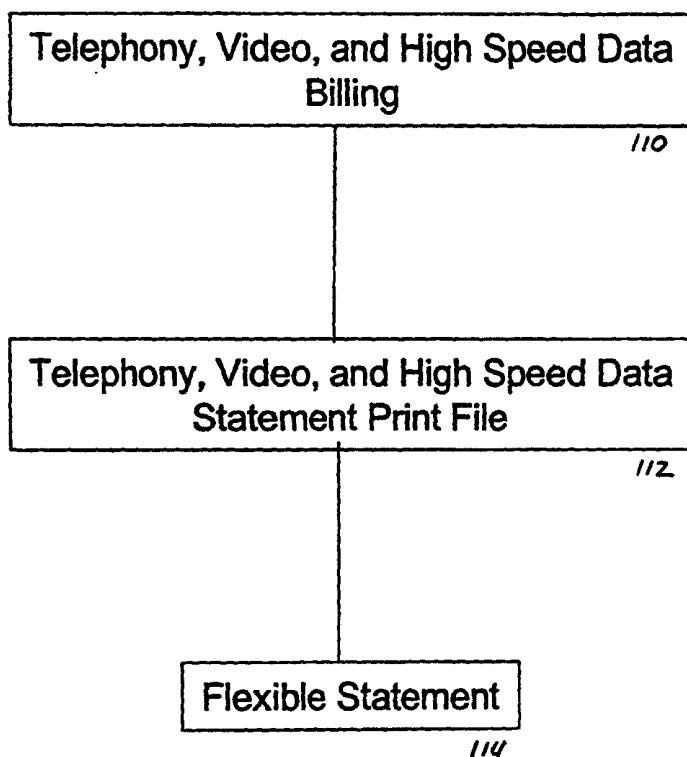 Telephony, Video, and High Speed Data
Billing
110
Telephony, Video, and High Speed Data
Statement Print File
112
Flexible Statement
114